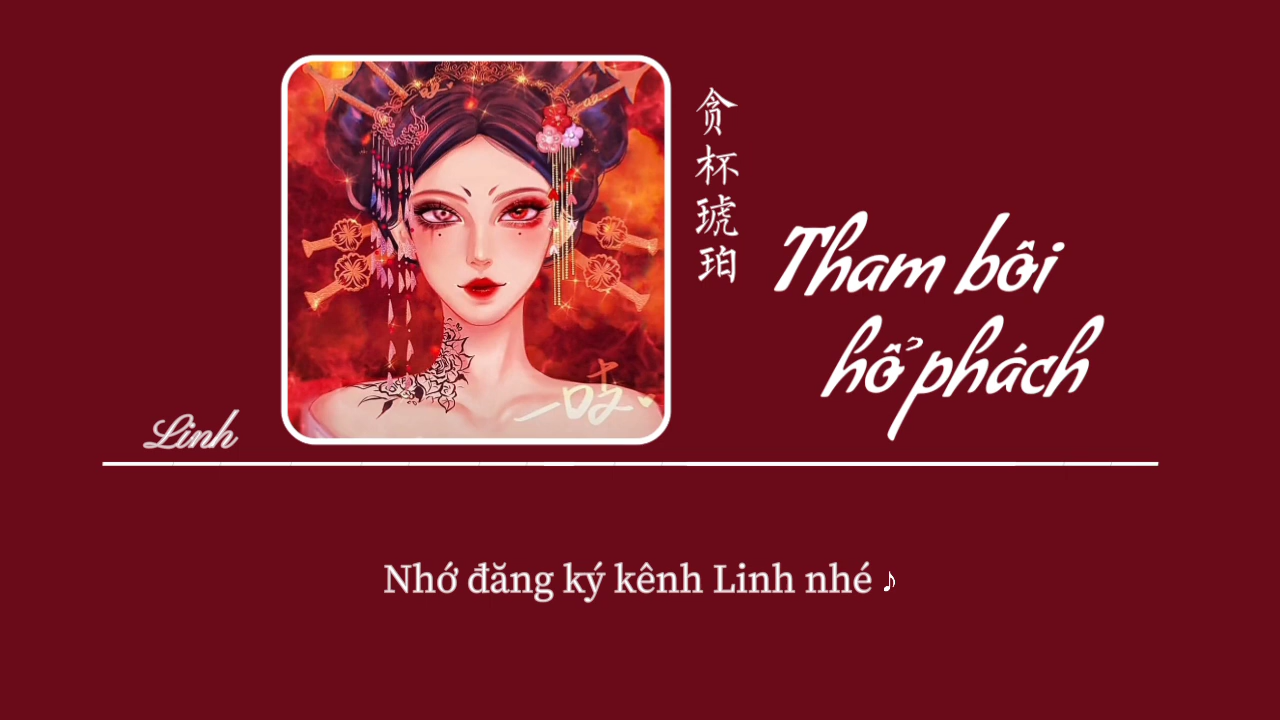 贪杯琥珀
Tham bôi
hổ phách
Linh
Nhớ đăng ký kênh Linh nhé ♪